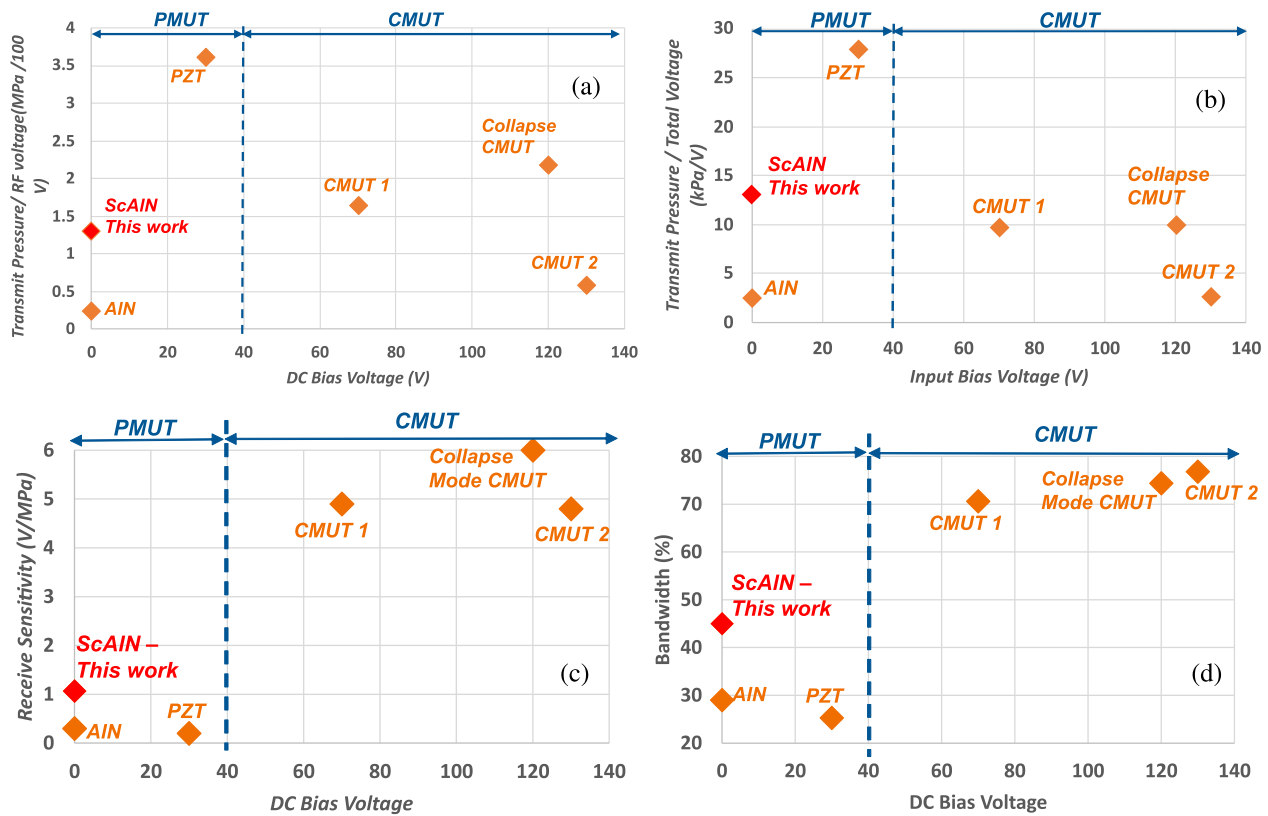 PMUT
CMUT
4
3.5
3
2.5
2
1.5
1
0.5
0
Transmit Pressure/ RF voltage(MPa /100
V)
PZT
(a)
Collapse
CMUT
CMUT 1
ScAlN
This work
CMUT 2
AlN
0 20 40 60 80 100 120 140
DC Bias Voltage (V)
PMUT
CMUT
30
25
20
15
10
5
0
Transmit Pressure / Total Voltage
(kPa/V)
PZT
(b)
ScAlN
This work
Collapse
CMUT
CMUT 1
CMUT 2
AlN
0 20 40 60 80 100 120 140
Input Bias Voltage (V)
PMUT
CMUT
6
5
4
3
2
1
0
Receive Sensitivity (V/MPa)
Collapse
Mode CMUT
CMUT 1
CMUT 2
ScAlN –
This work
(c)
PZT
AlN
0 20 40 60 80 100 120 140
DC Bias Voltage
PMUT
CMUT
80
70
60
50
40
30
20
Bandwidth (%)
Collapse
Mode CMUT
CMUT 2
CMUT 1
ScAlN –
This work
(d)
AlN
PZT
0 20 40 60 80 100 120 140
DC Bias Voltage